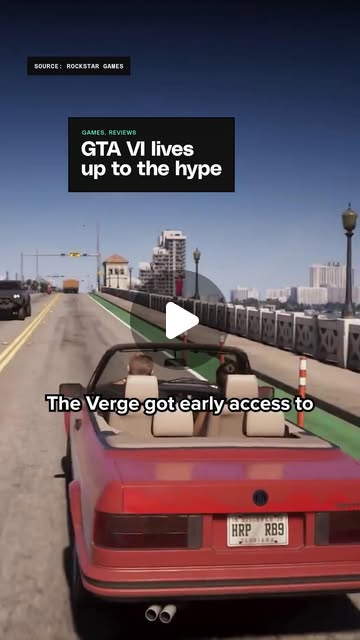 SOURCE: ROCKSTAR GAMES
GAMES, REVIEWS
GTA VI lives
up to the hype
The Verge got early access to
HRP RB9